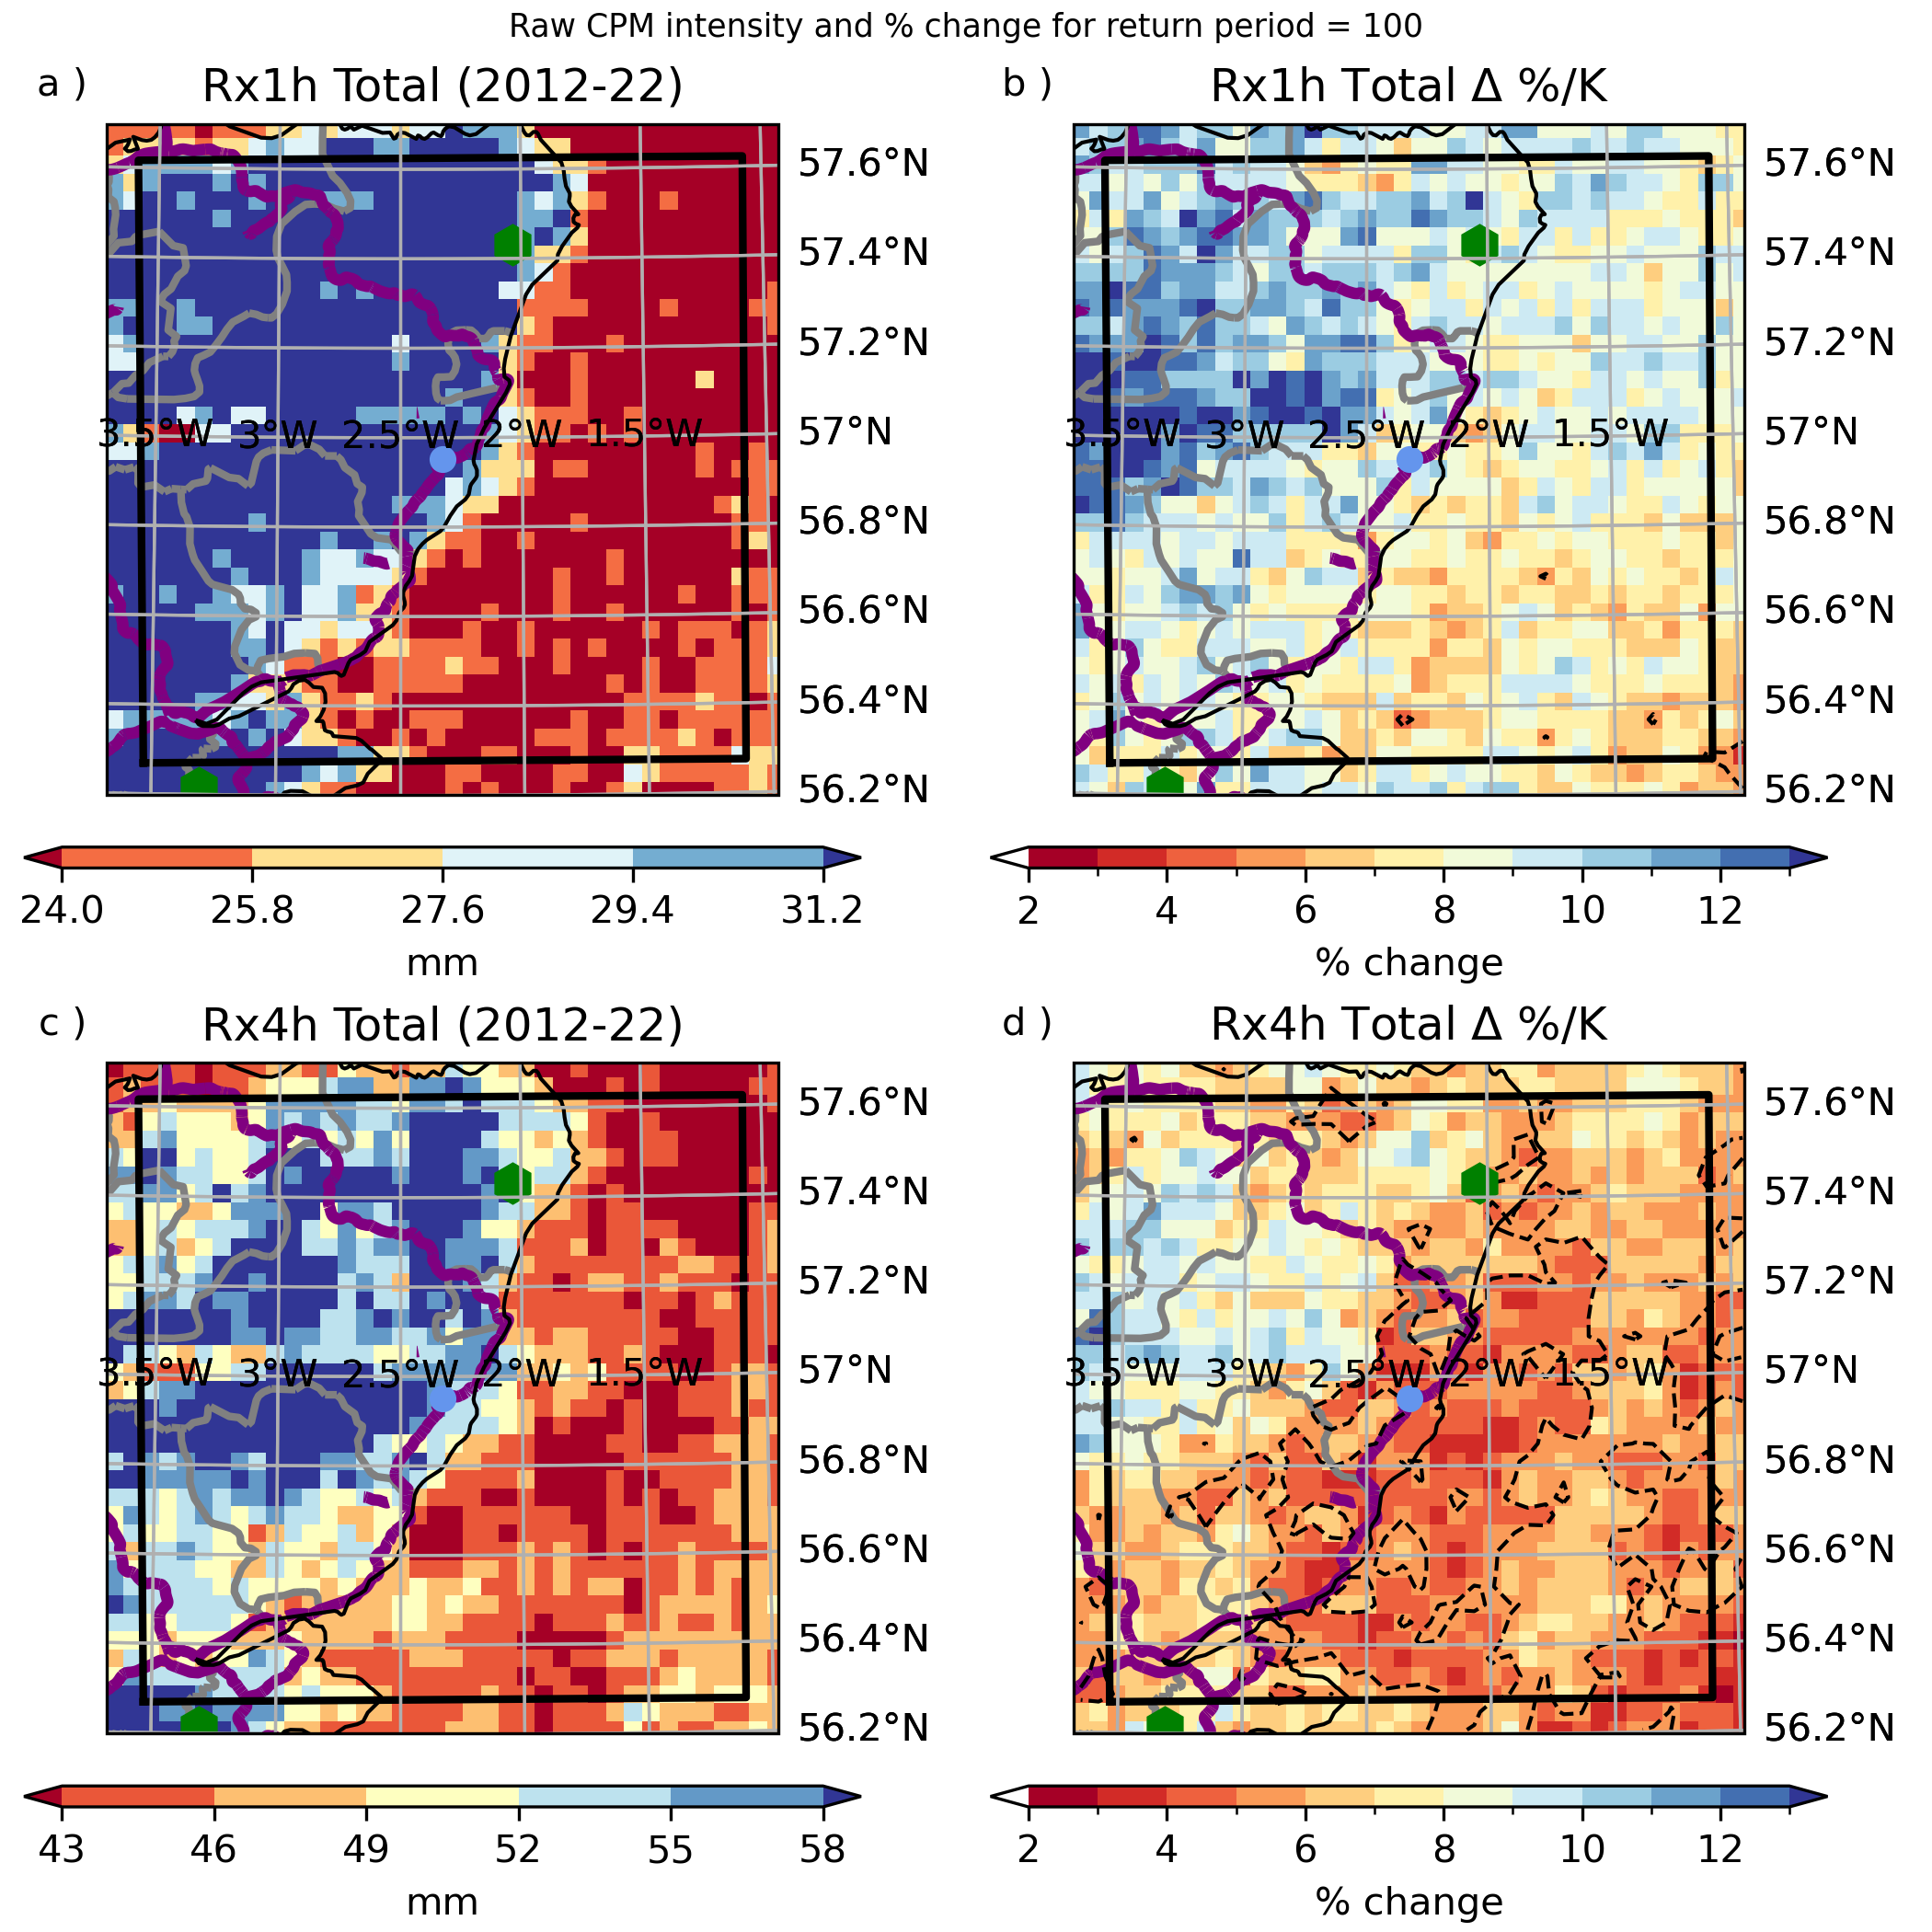 Raw CPM intensity and % change for return period = 100
a )
Rx1h Total (2012-22)
57.6°N
57.4°N
57.2°N
57°N
56.8°N
56.6°N
56.4°N
56.2°N
3.5°W 3°W 2.5°W 2°W 1.5°W
24.0 25.8 27.6 29.4 31.2
mm
b )
Rx1h Total Δ %/K
57.6°N
57.4°N
57.2°N
57°N
56.8°N
56.6°N
56.4°N
56.2°N
3.5°W 3°W 2.5°W 2°W 1.5°W
2 4 6 8 10 12
% change
c )
Rx4h Total (2012-22)
57.6°N
57.4°N
57.2°N
57°N
56.8°N
56.6°N
56.4°N
56.2°N
3.5°W 3°W 2.5°W 2°W 1.5°W
43 46 49 52 55 58
mm
d )
Rx4h Total Δ %/K
57.6°N
57.4°N
57.2°N
57°N
56.8°N
56.6°N
56.4°N
56.2°N
3.5°W 3°W 2.5°W 2°W 1.5°W
2 4 6 8 10 12
% change